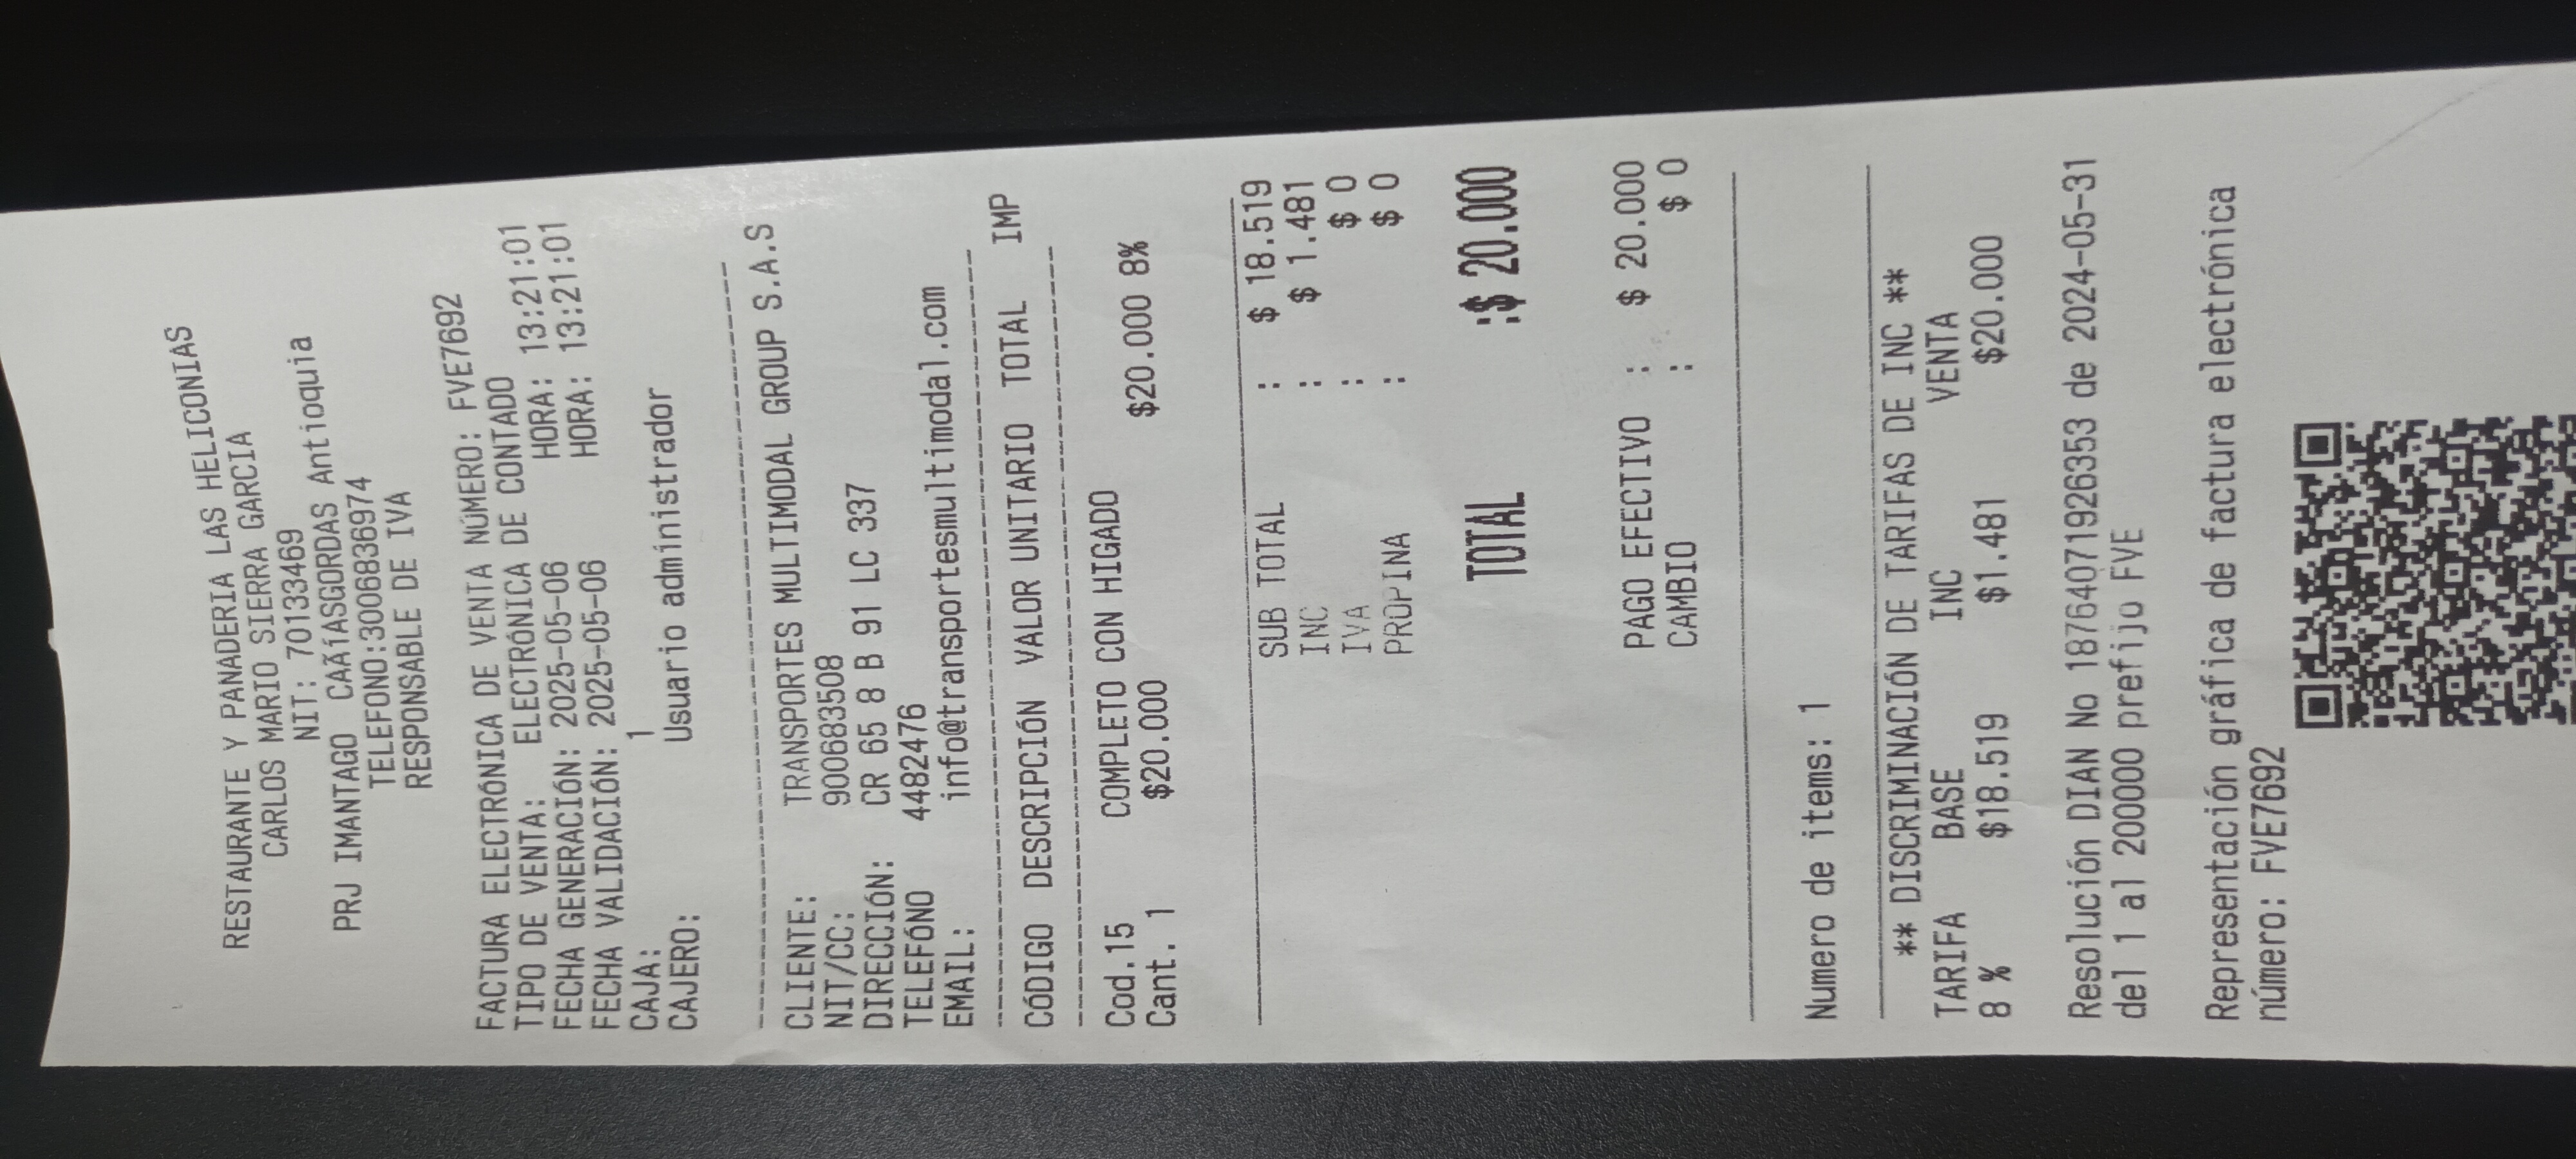 RESTAURANTE Y PANADERIA LAS HELICONIAS
CARLOS MARIO SIERRA GARCIA
NIT: 70133469
PRJ IMANTAGO CAÃÍASGORDAS Antioquia
TELEFONO:3006836974
RESPONSABLE DE IVA
FACTURA ELECTRÓNICA DE VENTA NÚMERO: FVE7692
TIPO DE VENTA: ELECTRÓNICA DE CONTADO
FECHA GENERACIÓN: 2025-05-06 HORA: 13:21:01
FECHA VALIDACIÓN: 2025-05-06 HORA: 13:21:01
CAJA: 1
CAJERO: Usuario administrador
CLIENTE: TRANSPORTES MULTIMODAL GROUP S.A.S
NIT/CC: 900683508
DIRECCIÓN: CR 65 8 B 91 LC 337
TELEFÓNO 4482476
EMAIL: info@transportesmultimodal.com
CÓDIGO DESCRIPCIÓN VALOR UNITARIO TOTAL IMP
Cod.15 COMPLETO CON HIGADO
Cant. 1 $20.000 $20.000 8%
SUB TOTAL : $ 18.519
INC : $ 1.481
IVA : $ 0
PROPINA : $ 0
TOTAL :$ 20.000
PAGO EFECTIVO : $ 20.000
CAMBIO : $ 0
Numero de items: 1
** DISCRIMINACIÓN DE TARIFAS DE INC **
TARIFA BASE INC VENTA
8 % $18.519 $1.481 $20.000
Resolución DIAN No 18764071926353 de 2024-05-31
del 1 al 200000 prefijo FVE
Representación gráfica de factura electrónica
número: FVE7692